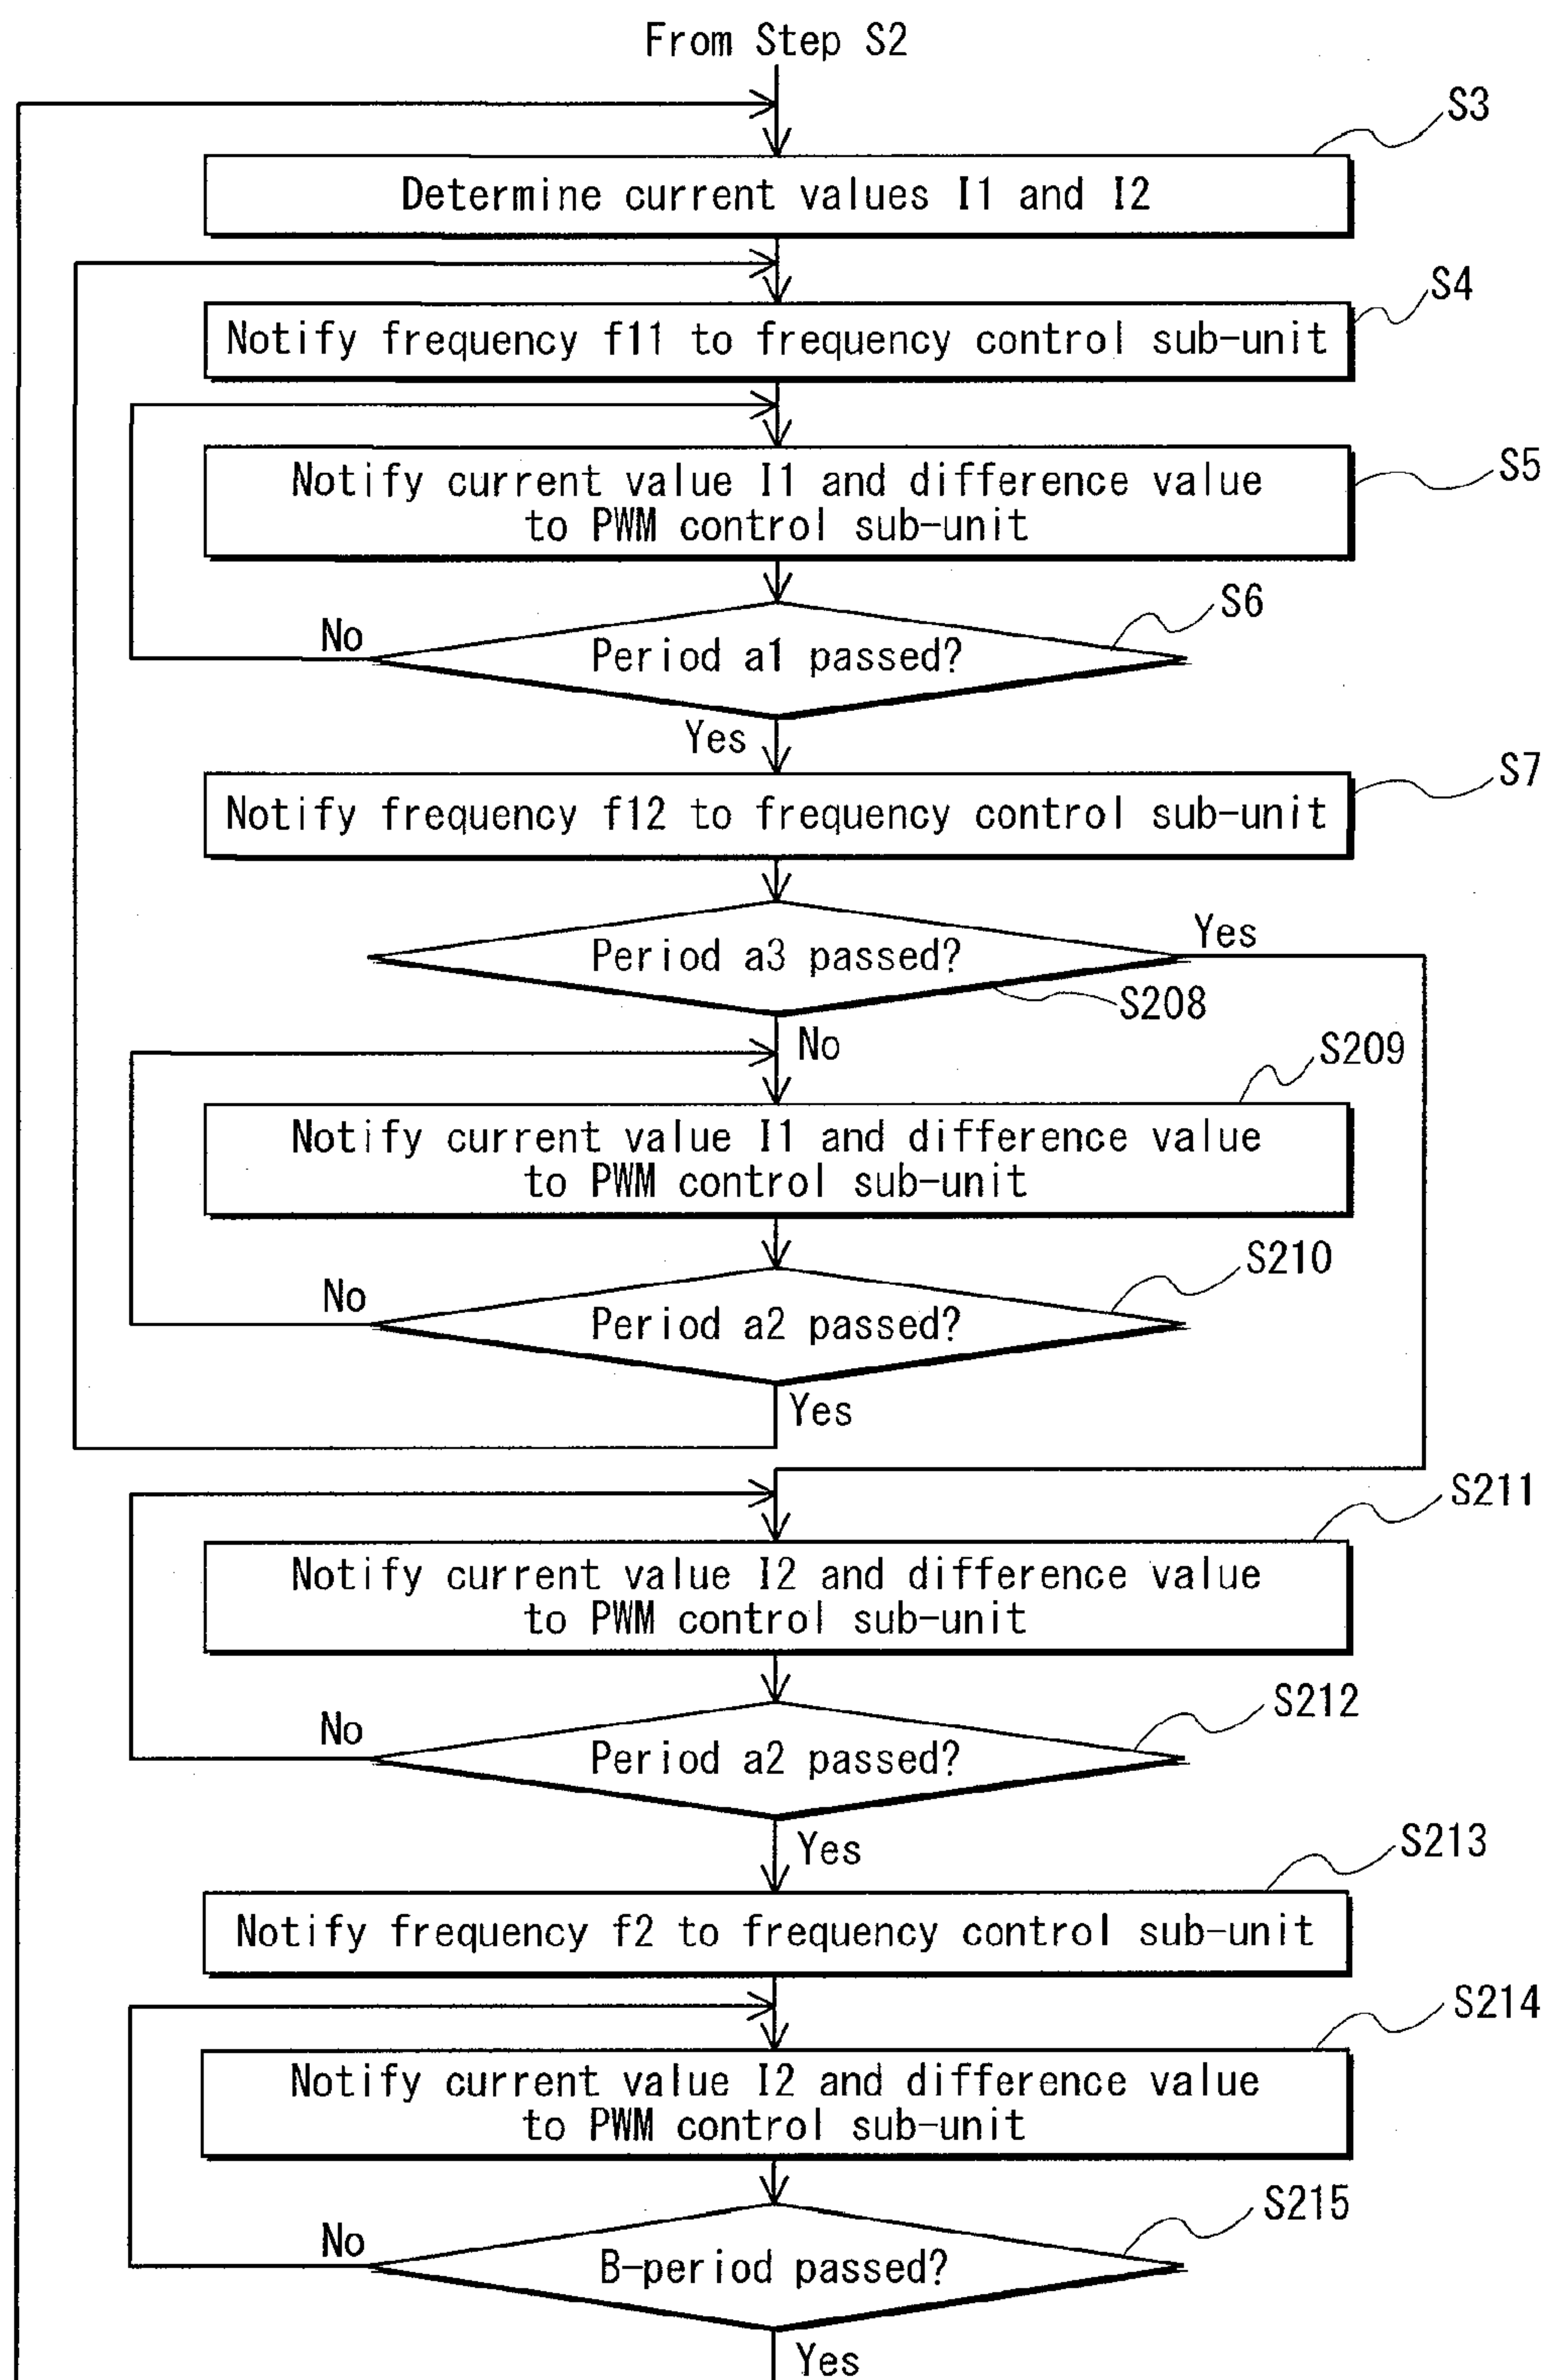 From Step S2
S3
Determine current values I1 and I2
S4
Notify frequency f11 to frequency control sub-unit
S5
Notify current value I1 and difference value
to PWM control sub-unit
S6
No
Period a1 passed?
Yes
S7
Notify frequency f12 to frequency control sub-unit
Yes
Period a3 passed?
S208
No
S209
Notify current value I1 and difference value
to PWM control sub-unit
S210
No
Period a2 passed?
Yes
S211
Notify current value I2 and difference value
to PWM control sub-unit
S212
No
Period a2 passed?
Yes
S213
Notify frequency f2 to frequency control sub-unit
S214
Notify current value I2 and difference value
to PWM control sub-unit
S215
No
B-period passed?
Yes